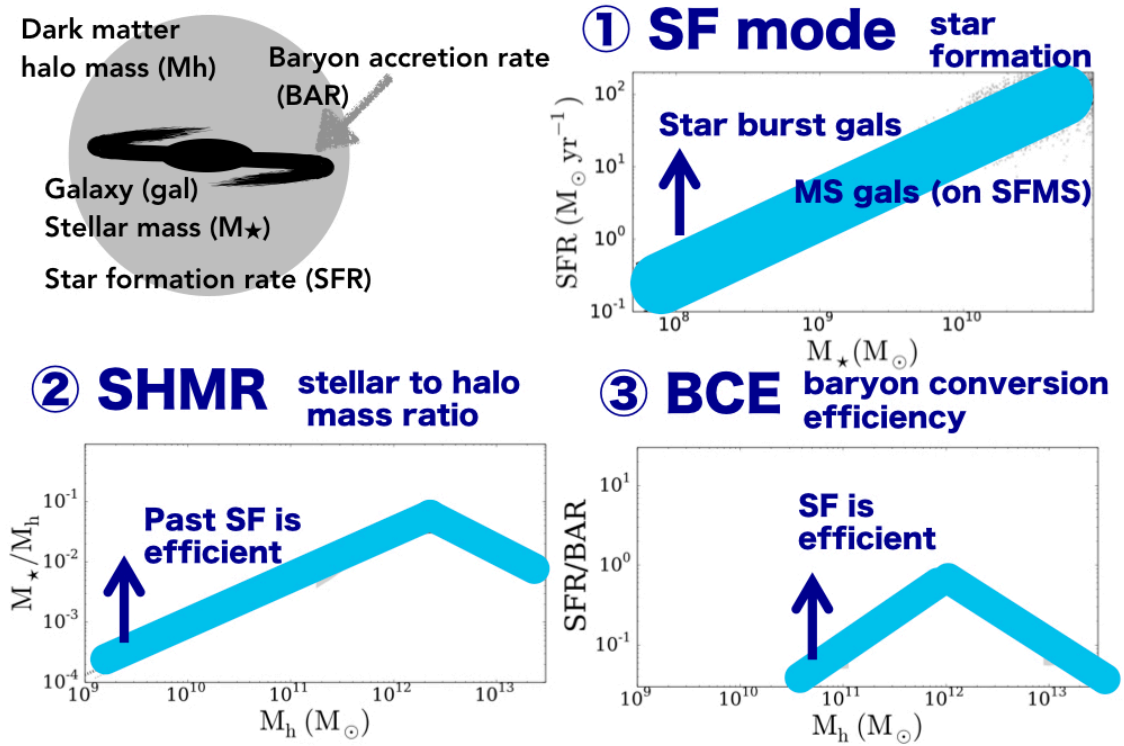 Dark matter
halo mass (Mh)
Baryon accretion rate
(BAR)
Galaxy (gal)
Stellar mass (M★)
Star formation rate (SFR)
① SF mode star
formation
Star burst gals
MS gals (on SFMS)
SFR (M⊙ yr⁻¹)
10²
10¹
10⁰
10⁻¹
10⁸ 10⁹ 10¹⁰
M★(M⊙)
② SHMR stellar to halo
mass ratio
Past SF is
efficient
M★/Mh
10⁻¹
10⁻²
10⁻³
10⁻⁴
10⁹ 10¹⁰ 10¹¹ 10¹² 10¹³
Mh (M⊙)
③ BCE baryon conversion
efficiency
SF is
efficient
SFR/BAR
10¹
10⁰
10⁻¹
10⁹ 10¹⁰ 10¹¹ 10¹² 10¹³
Mh (M⊙)